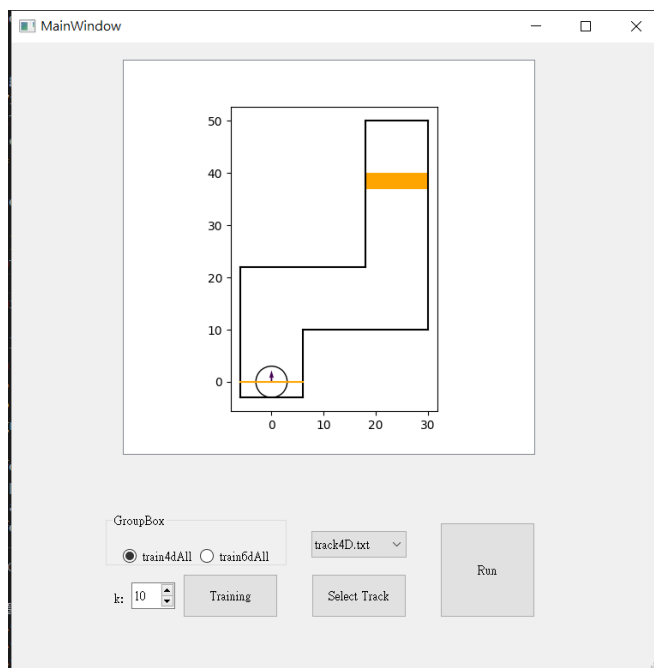 MainWindow
50
40
30
20
10
0
0 10 20 30
GroupBox
train4dAll train6dAll
track4D.txt
Run
k: 10 Training Select Track